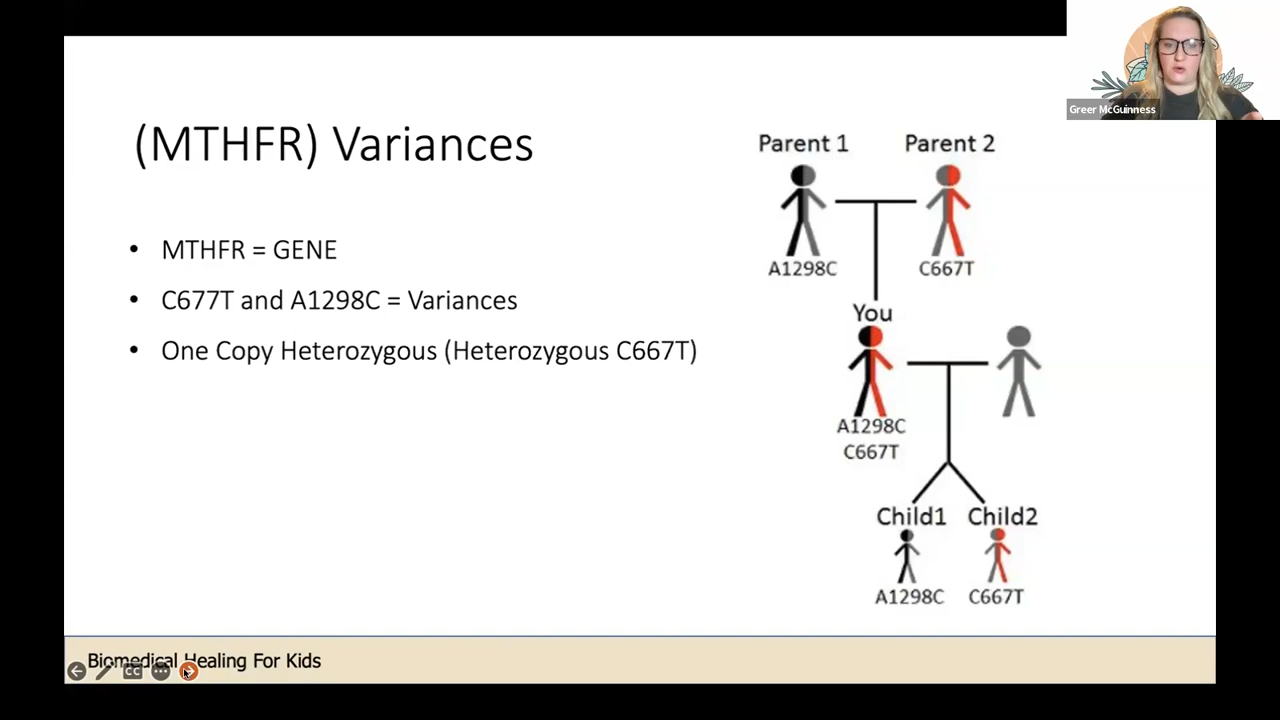 Greer McGuinness
(MTHFR) Variances
• MTHFR = GENE
• C677T and A1298C = Variances
• One Copy Heterozygous (Heterozygous C667T)
Parent 1 Parent 2
A1298C C667T
You
A1298C
C667T
Child1 Child2
A1298C C667T
Biomedical Healing For Kids
CC